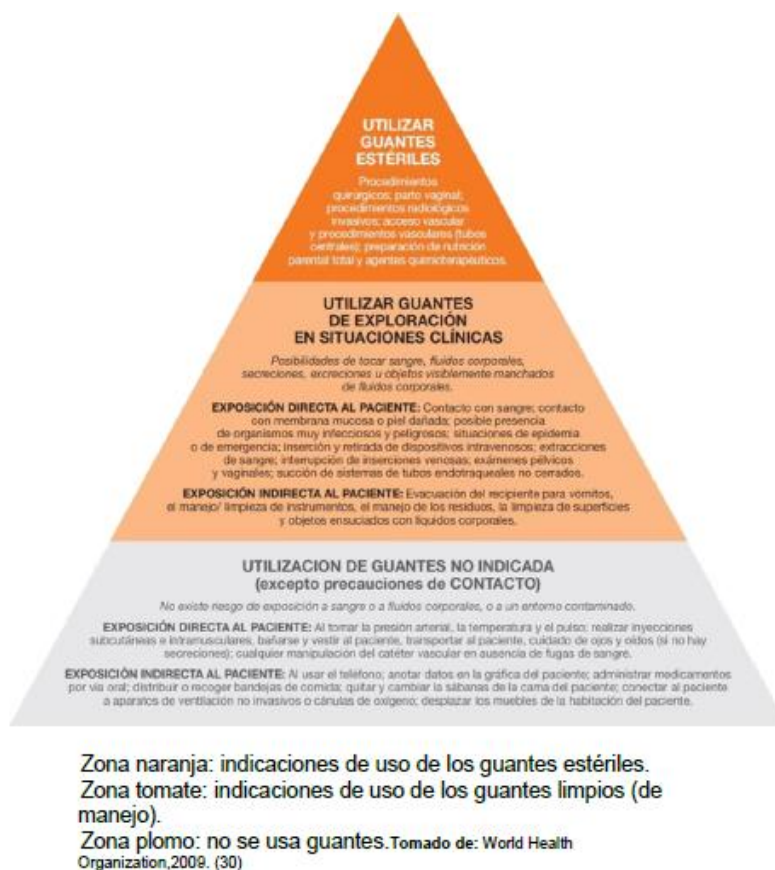 UTILIZAR
GUANTES
ESTÉRILES
Procedimientos
quirúrgicos; parto vaginal;
procedimientos radiológicos
invasivos; acceso vascular
y procedimientos vasculares (tubos
centrales); preparación de nutrición
parental total y agentes quimioterapéuticos.
UTILIZAR GUANTES
DE EXPLORACIÓN
EN SITUACIONES CLÍNICAS
Posibilidades de tocar sangre, fluidos corporales,
secreciones, excreciones u objetos visiblemente manchados
de fluidos corporales.
EXPOSICIÓN DIRECTA AL PACIENTE: Contacto con sangre; contacto
con membrana mucosa o piel dañada; posible presencia
de organismos muy infecciosos y peligrosos; situaciones de epidemia
o de emergencia; inserción y retirada de dispositivos intravenosos; extracciones
de sangre; interrupción de inserciones venosas; exámenes pélvicos
y vaginales; succión de sistemas de tubos endotraqueales no cerrados.
EXPOSICIÓN INDIRECTA AL PACIENTE: Evacuación del recipiente para vómitos,
el manejo/ limpieza de instrumentos, el manejo de los residuos, la limpieza de superficies
y objetos ensuciados con líquidos corporales.
UTILIZACION DE GUANTES NO INDICADA
(excepto precauciones de CONTACTO)
No existe riesgo de exposición a sangre o a fluidos corporales, o a un entorno contaminado.
EXPOSICIÓN DIRECTA AL PACIENTE: Al tomar la presión arterial, la temperatura y el pulso; realizar inyecciones
subcutáneas e intramusculares, bañarse y vestir al paciente, transportar al paciente, cuidado de ojos y oídos (si no hay
secreciones); cualquier manipulación del catéter vascular en ausencia de fugas de sangre.
EXPOSICIÓN INDIRECTA AL PACIENTE: Al usar el teléfono; anotar datos en la gráfica del paciente; administrar medicamentos
por vía oral; distribuir o recoger bandejas de comida; quitar y cambiar la sábanas de la cama del paciente; conectar al paciente
a aparatos de ventilación no invasivos o cánulas de oxígeno; desplazar los muebles de la habitación del paciente.
Zona naranja: indicaciones de uso de los guantes estériles.
Zona tomate: indicaciones de uso de los guantes limpios (de
manejo).
Zona plomo: no se usa guantes.Tomado de: World Health
Organization,2009. (30)